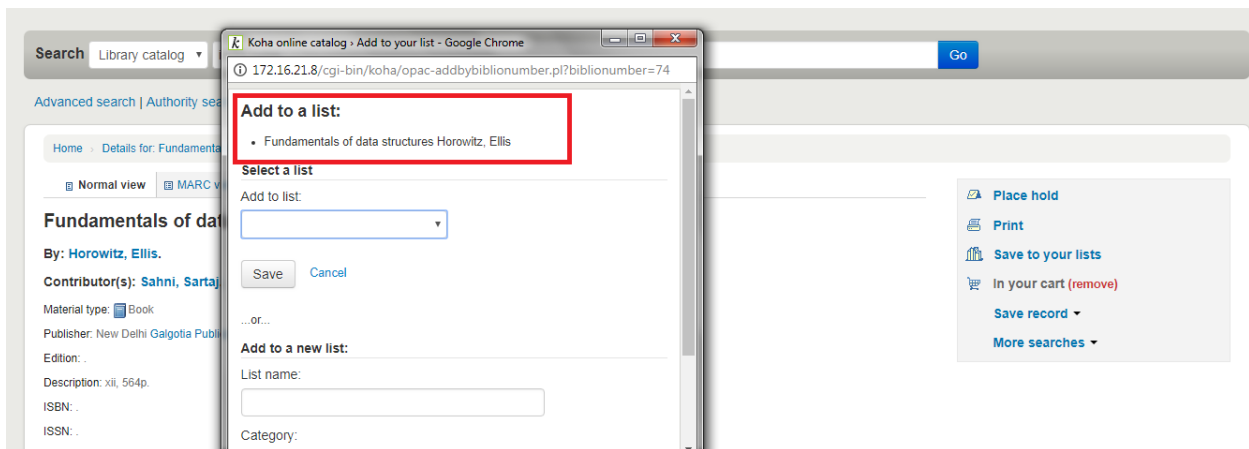 Koha online catalog › Add to your list - Google Chrome
Search Library catalog Go
172.16.21.8/cgi-bin/koha/opac-addbybiblionumber.pl?biblionumber=74
Advanced search | Authority sea
Add to a list:
• Fundamentals of data structures Horowitz, Ellis
Select a list
Add to list:
Save Cancel
...or...
Add to a new list:
List name:
Category:
Home › Details for: Fundamenta
Normal view MARC v
Fundamentals of dat
By: Horowitz, Ellis.
Contributor(s): Sahni, Sartaj
Material type: Book
Publisher: New Delhi Galgotia Publi
Edition: .
Description: xii, 564p.
ISBN: .
ISSN: .
Place hold
Print
Save to your lists
In your cart (remove)
Save record
More searches